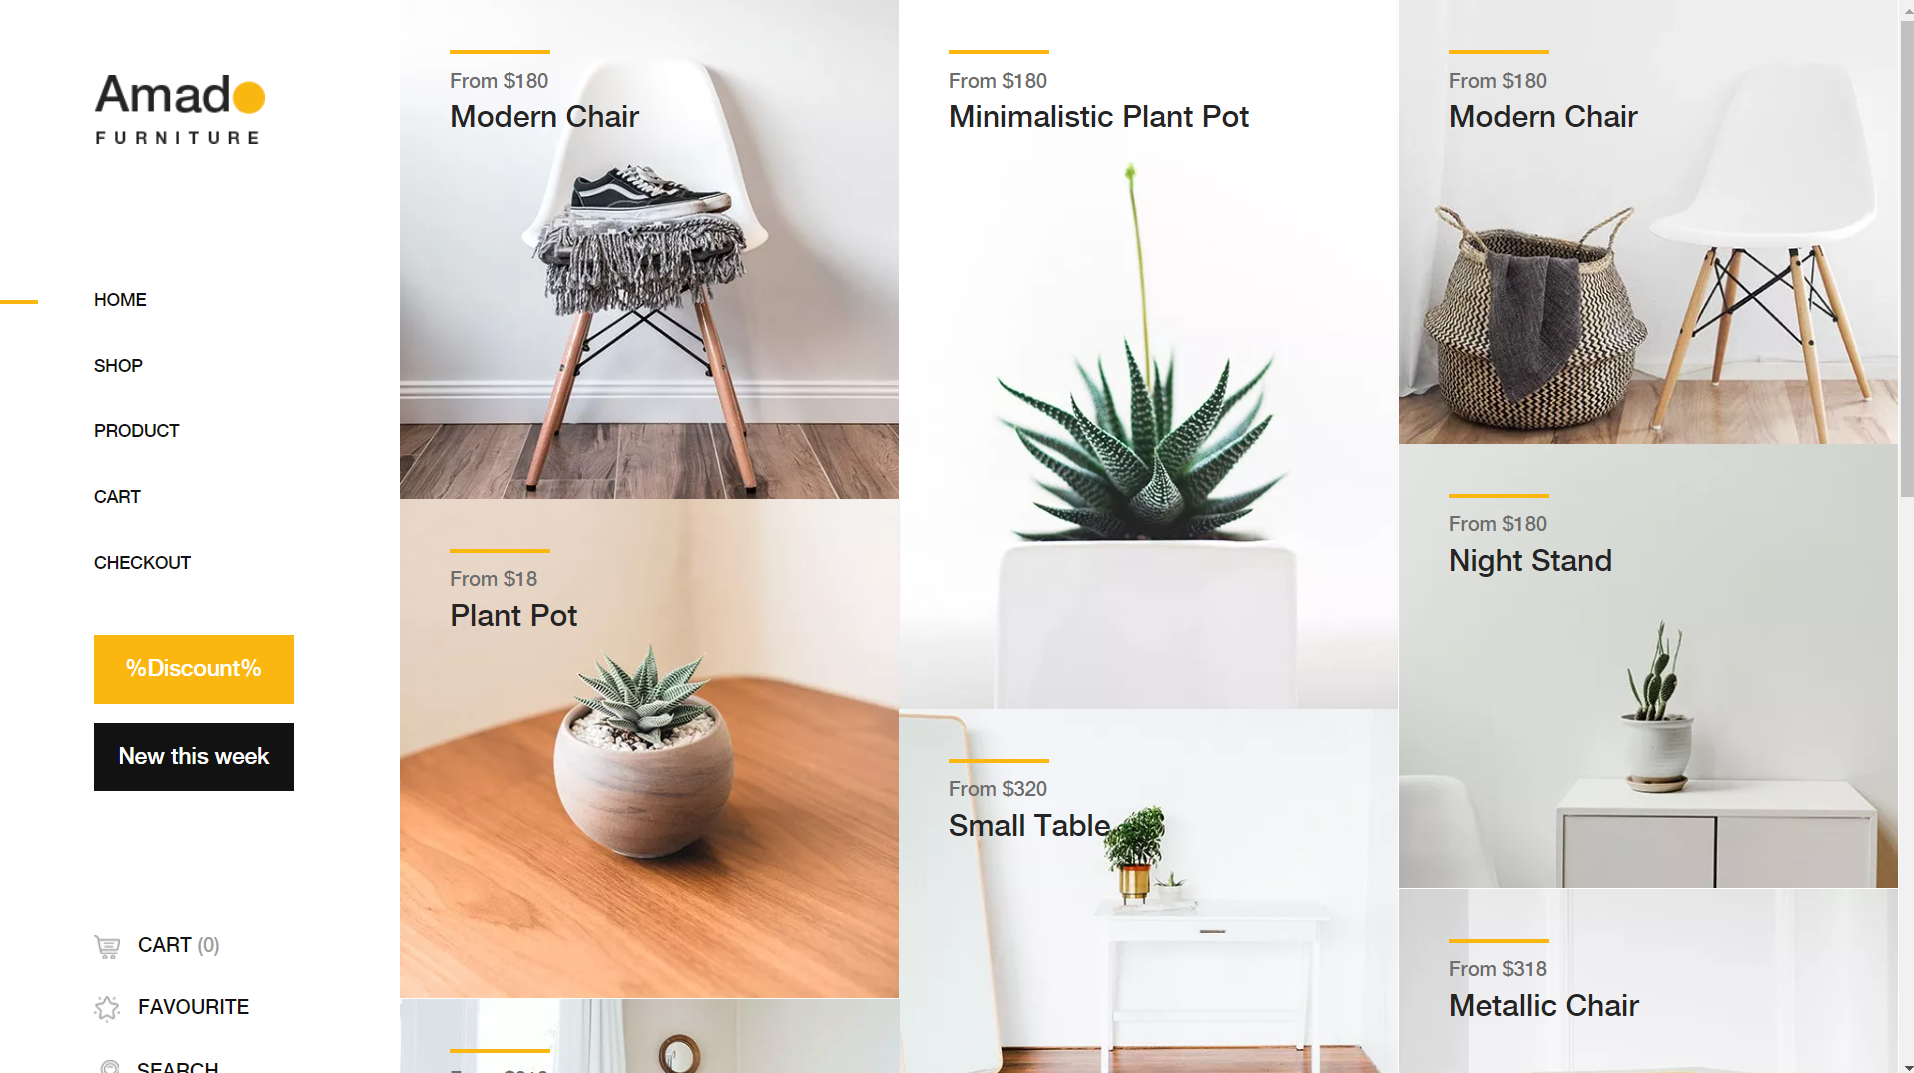 Amado
FURNITURE
HOME
SHOP
PRODUCT
CART
CHECKOUT
%Discount%
New this week
CART (0)
FAVOURITE
SEARCH
From $180
Modern Chair
From $18
Plant Pot
From $180
Minimalistic Plant Pot
From $320
Small Table
From $180
Modern Chair
From $180
Night Stand
From $318
Metallic Chair